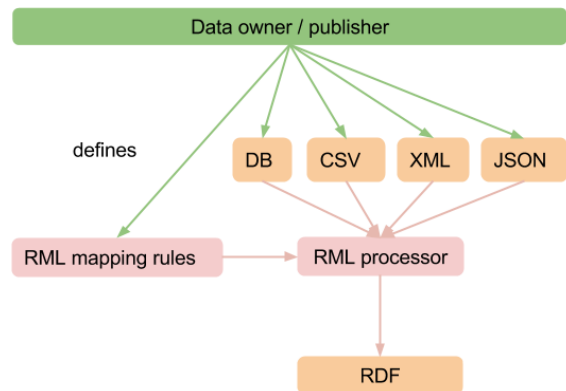 Data owner / publisher
defines
DB
CSV
XML
JSON
RML mapping rules
RML processor
RDF